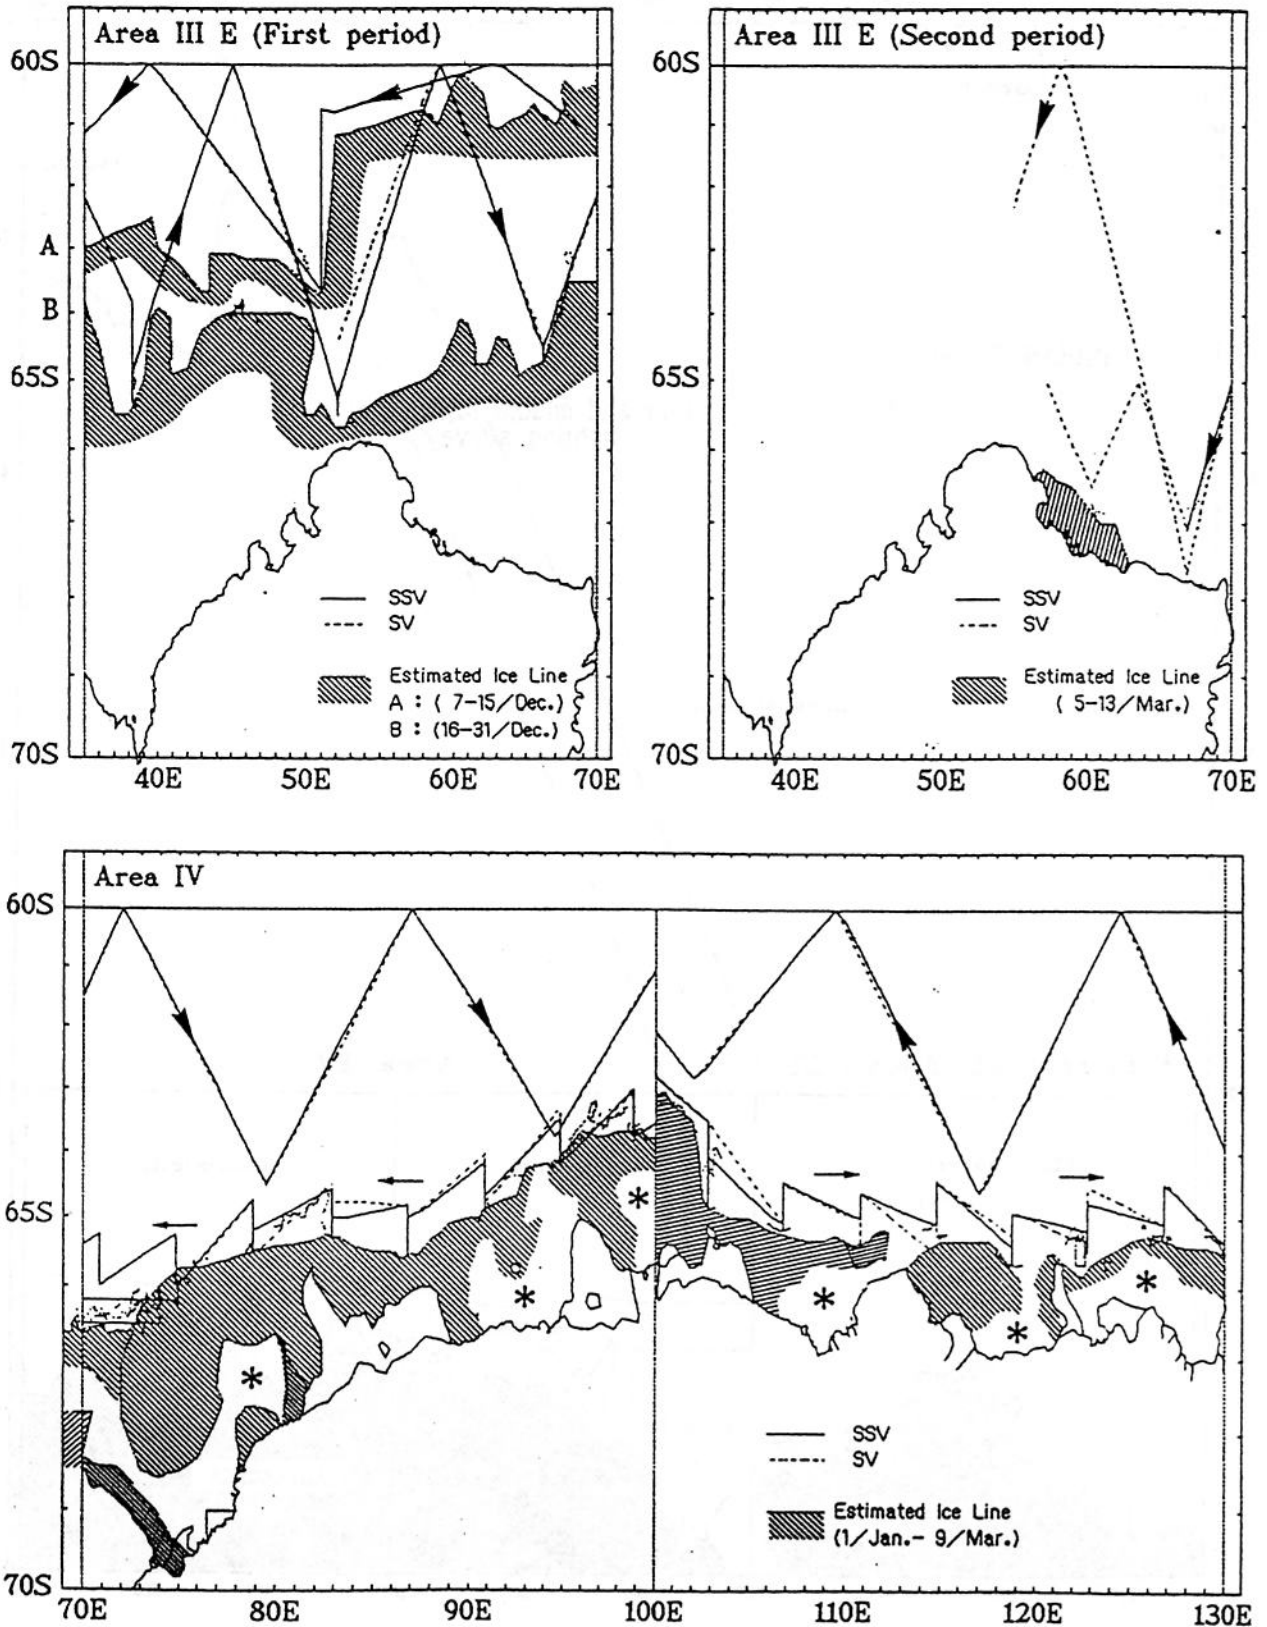 Area III E (First period)
60S
A
B
65S
70S
SSV
SV
Estimated Ice Line
A : ( 7-15/Dec.)
B : (16-31/Dec.)
40E 50E 60E 70E
Area III E (Second period)
60S
65S
70S
SSV
SV
Estimated Ice Line
( 5-13/Mar.)
40E 50E 60E 70E
Area IV
60S
65S
70S
*
*
*
*
*
*
SSV
SV
Estimated Ice Line
(1/Jan.- 9/Mar.)
70E 80E 90E 100E 110E 120E 130E